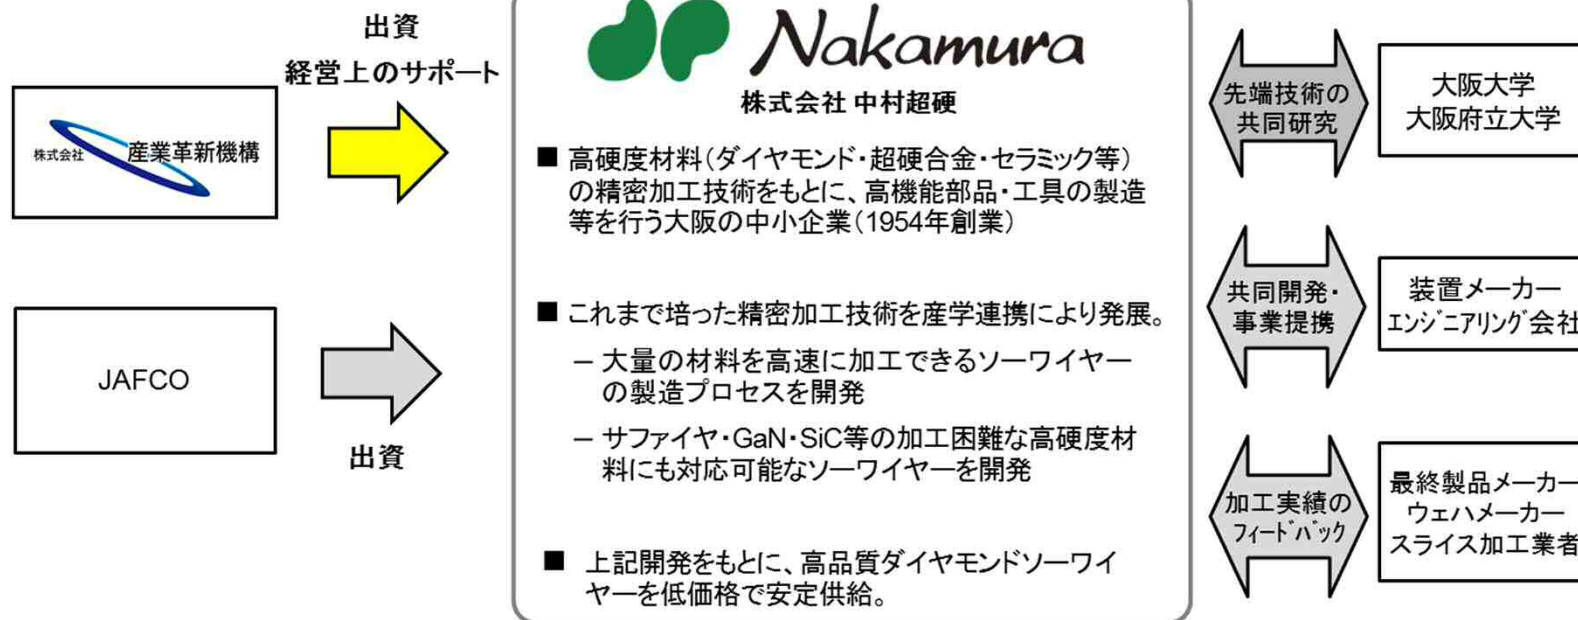 出資
経営上のサポート
株式会社 産業革新機構
JAFCO
出資
Nakamura
株式会社 中村超硬
■ 高硬度材料(ダイヤモンド・超硬合金・セラミック等)
の精密加工技術をもとに、高機能部品・工具の製造
等を行う大阪の中小企業(1954年創業)
■ これまで培った精密加工技術を産学連携により発展。
― 大量の材料を高速に加工できるソーワイヤー
の製造プロセスを開発
― サファイヤ・GaN・SiC等の加工困難な高硬度材
料にも対応可能なソーワイヤーを開発
■ 上記開発をもとに、高品質ダイヤモンドソーワイ
ヤーを低価格で安定供給。
先端技術の
共同研究
大阪大学
大阪府立大学
共同開発・
事業提携
装置メーカー
エンジニアリング会社
加工実績の
フィードバック
最終製品メーカー
ウェハメーカー
スライス加工業者